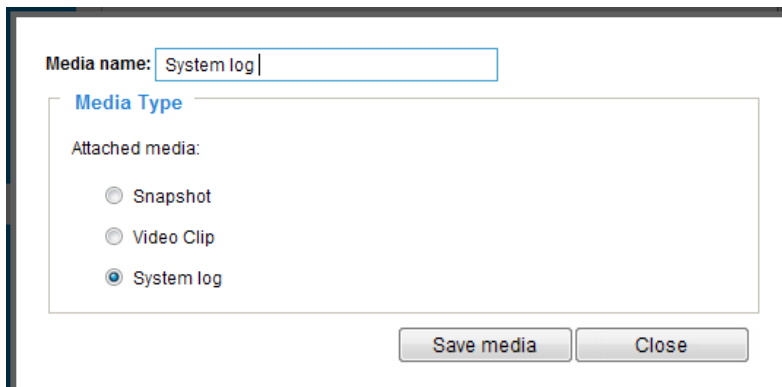 Media name: System log
Media Type
Attached media:
Snapshot
Video Clip
System log
Save media Close